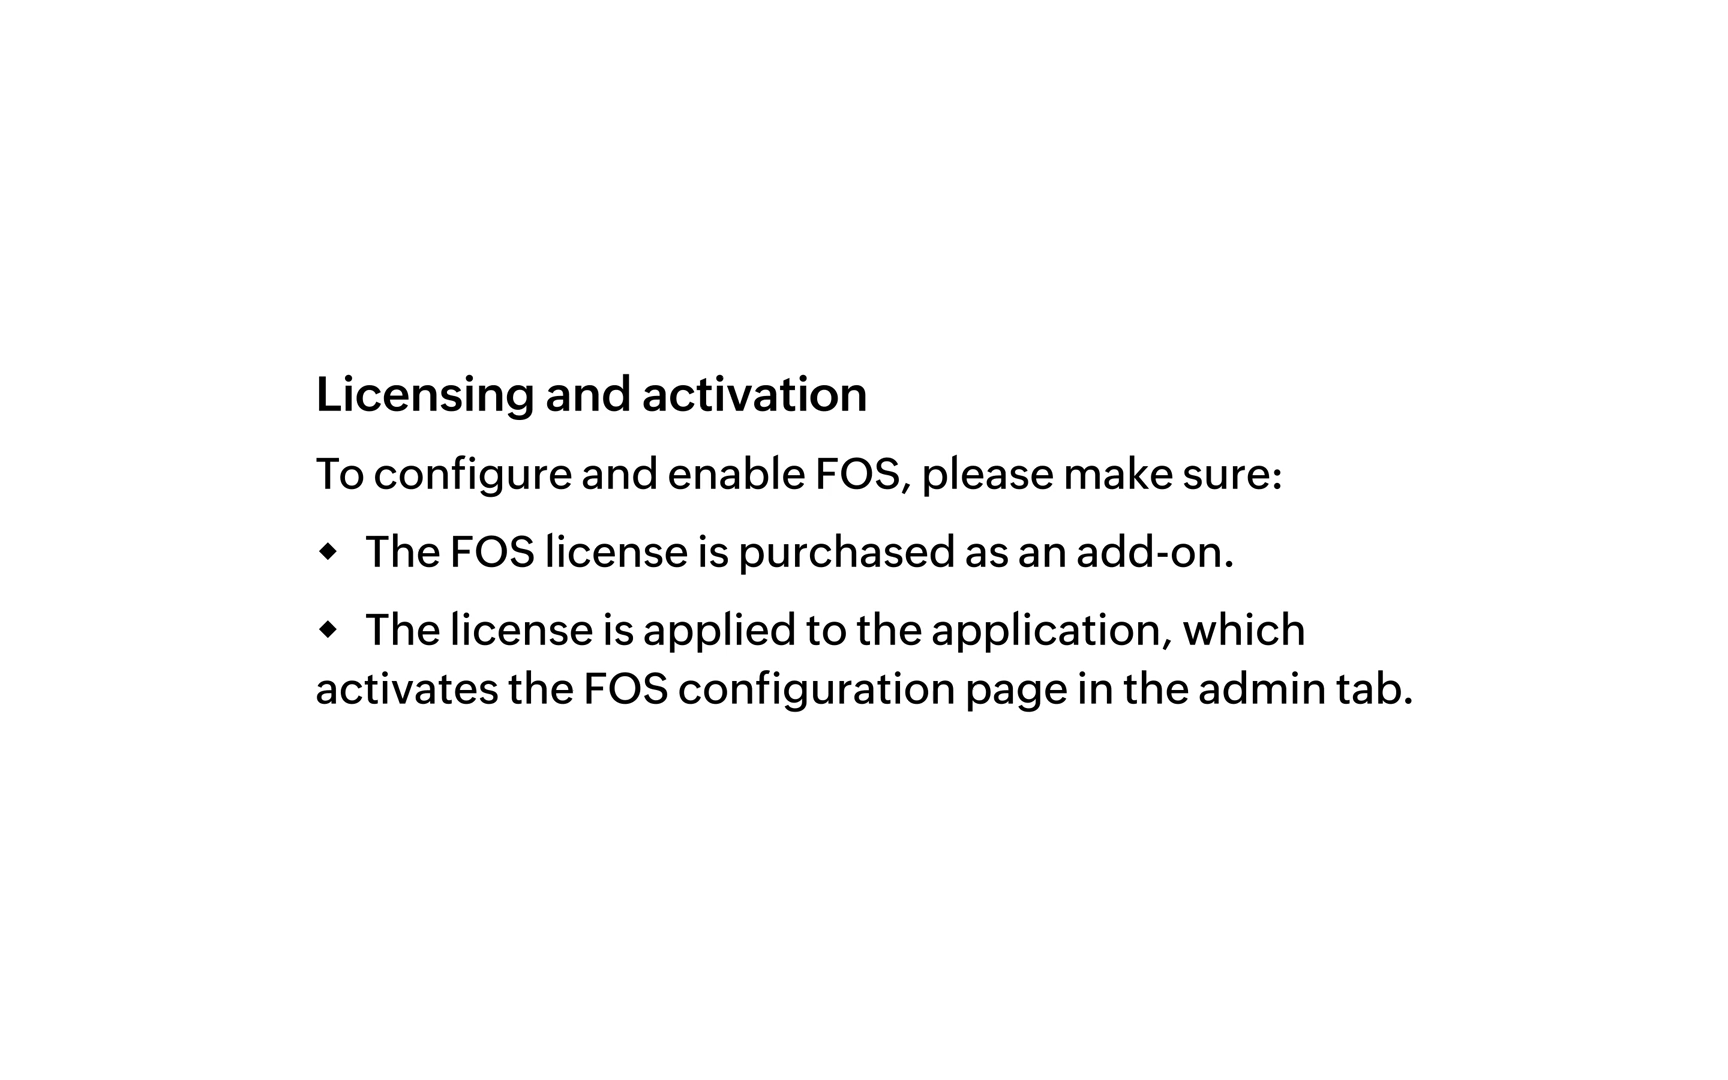 Licensing and activation
To configure and enable FOS, please make sure:
◆ The FOS license is purchased as an add-on.
◆ The license is applied to the application, which
activates the FOS configuration page in the admin tab.